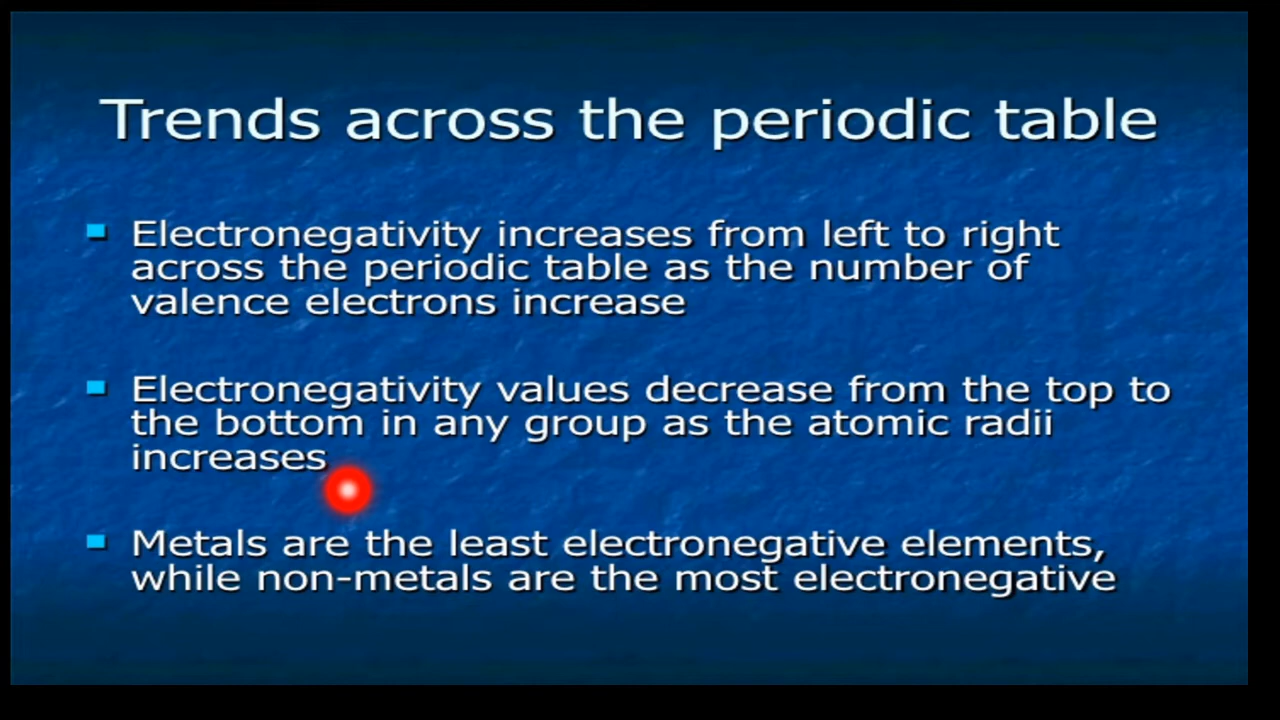 Trends across the periodic table
Electronegativity increases from left to right
across the periodic table as the number of
valence electrons increase
Electronegativity values decrease from the top to
the bottom in any group as the atomic radii
increases
Metals are the least electronegative elements,
while non-metals are the most electronegative